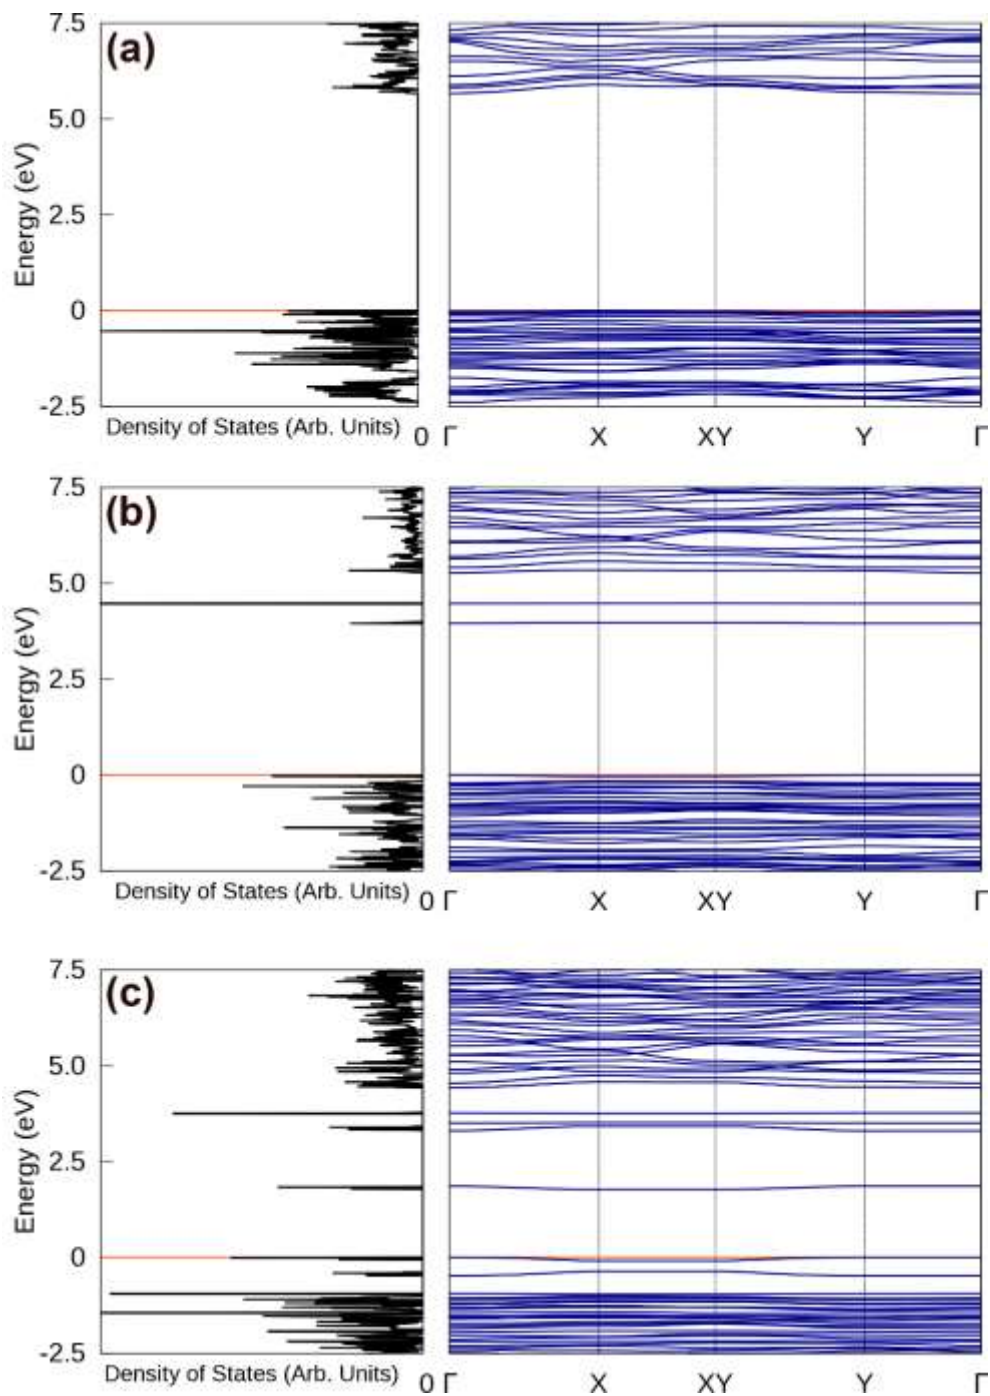 (a)
Energy (eV)
7.5
5.0
2.5
0
-2.5
Density of States (Arb. Units)
0 Γ X XY Y Γ
(b)
Energy (eV)
7.5
5.0
2.5
0
-2.5
Density of States (Arb. Units)
0 Γ X XY Y Γ
(c)
Energy (eV)
7.5
5.0
2.5
0
-2.5
Density of States (Arb. Units)
0 Γ X XY Y Γ